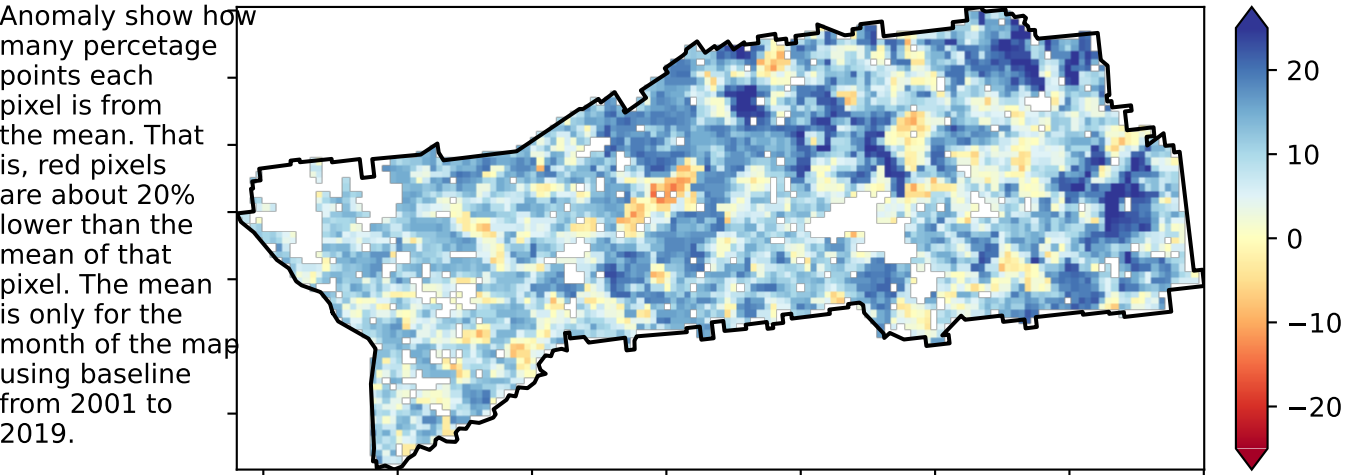 Anomaly show how
many percetage
points each
pixel is from
the mean. That
is, red pixels
are about 20%
lower than the
mean of that
pixel. The mean
is only for the
month of the map
using baseline
from 2001 to
2019.
20
10
0
−10
−20